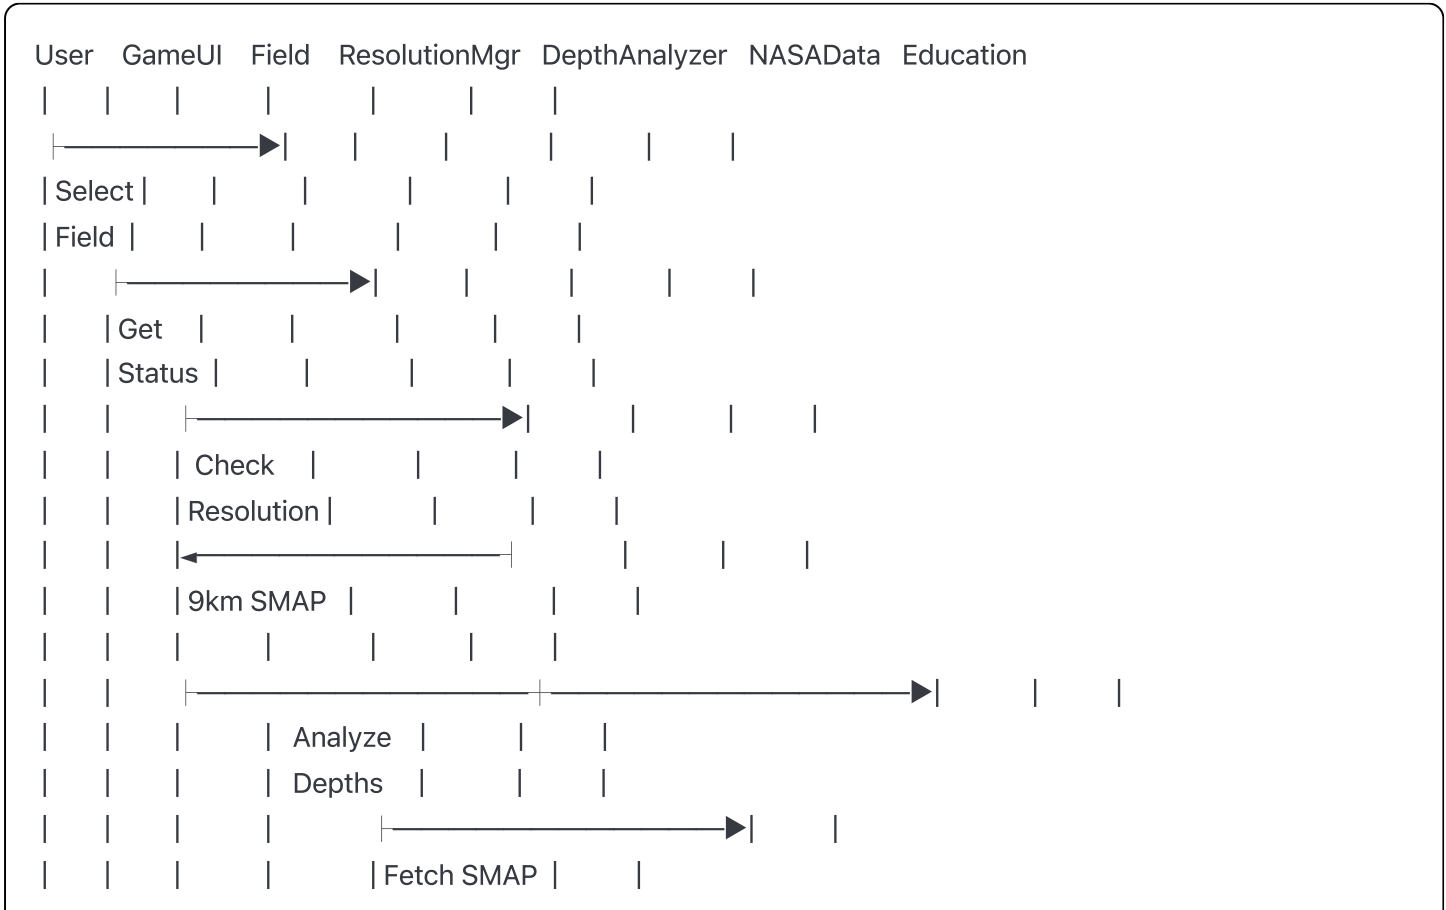 User GameUI Field ResolutionMgr DepthAnalyzer NASAData Education
Select
Field
Get
Status
Check
Resolution
9km SMAP
Analyze
Depths
Fetch SMAP